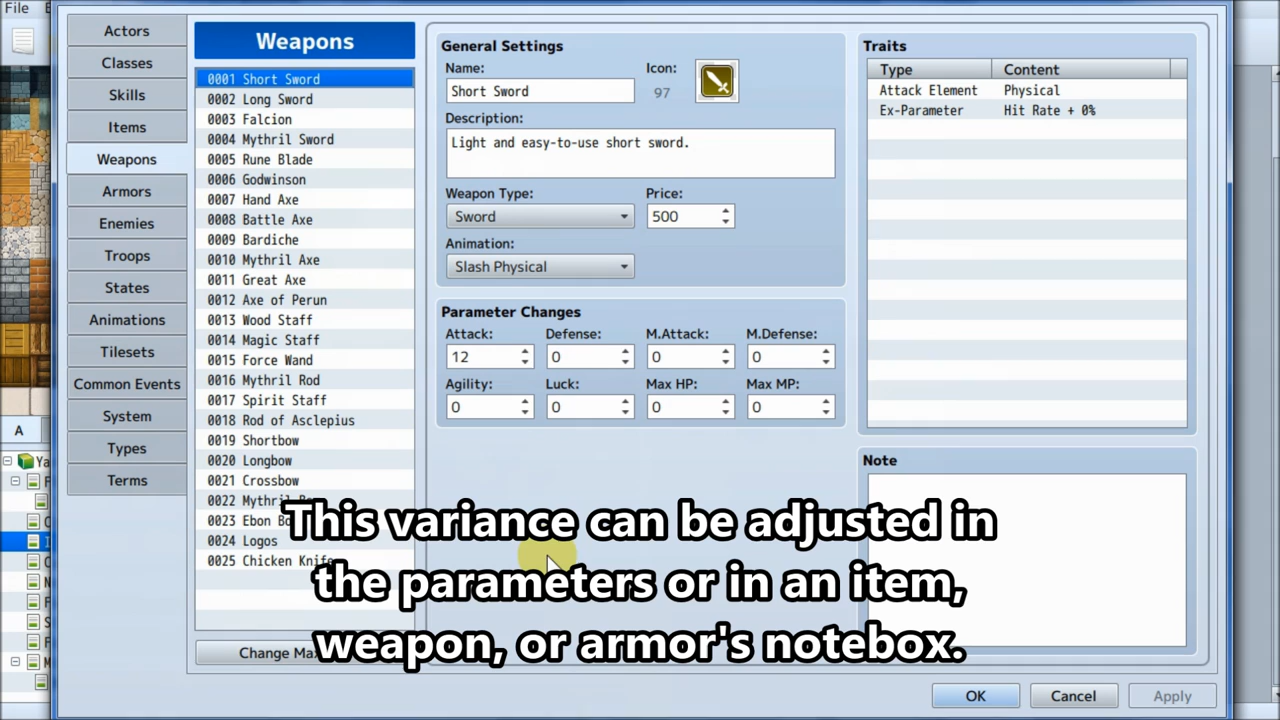 File
Actors
Classes
Skills
Items
Weapons
Armors
Enemies
Troops
States
Animations
Tilesets
Common Events
System
Types
Terms
Weapons
0001 Short Sword
0002 Long Sword
0003 Falcion
0004 Mythril Sword
0005 Rune Blade
0006 Godwinson
0007 Hand Axe
0008 Battle Axe
0009 Bardiche
0010 Mythril Axe
0011 Great Axe
0012 Axe of Perun
0013 Wood Staff
0014 Magic Staff
0015 Force Wand
0016 Mythril Rod
0017 Spirit Staff
0018 Rod of Asclepius
0019 Shortbow
0020 Longbow
0021 Crossbow
0022 Mythril
0023 Ebon
0024 Logos
0025 Chicken Knife
Change
General Settings
Name: Icon:
Short Sword 97
Description:
Light and easy-to-use short sword.
Weapon Type: Price:
Sword 500
Animation:
Slash Physical
Parameter Changes
Attack: Defense: M.Attack: M.Defense:
12 0 0 0
Agility: Luck: Max HP: Max MP:
0 0 0 0
Traits
Type Content
Attack Element Physical
Ex-Parameter Hit Rate + 0%
Note
This variance can be adjusted in
the parameters or in an item,
weapon, or armor's notebox.
OK Cancel Apply
A